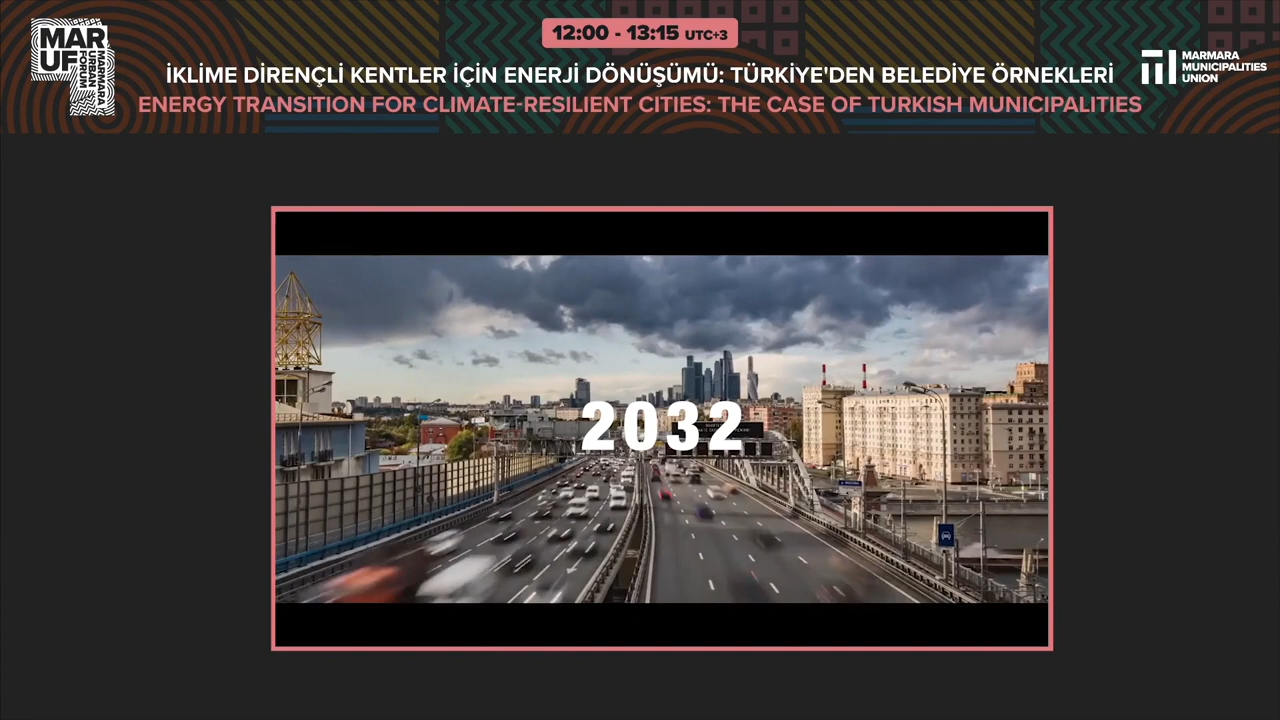 MAR
UF
MARMARA
URBAN
FORUM
12:00 - 13:15 UTC+3
İKLİME DİRENÇLİ KENTLER İÇİN ENERJİ DÖNÜŞÜMÜ: TÜRKİYE'DEN BELEDİYE ÖRNEKLERİ
ENERGY TRANSITION FOR CLIMATE-RESILIENT CITIES: THE CASE OF TURKISH MUNICIPALITIES
MARMARA
MUNICIPALITIES
UNION
2032